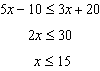 5x − 10 ≤ 3x + 20
2x ≤ 30
x ≤ 15